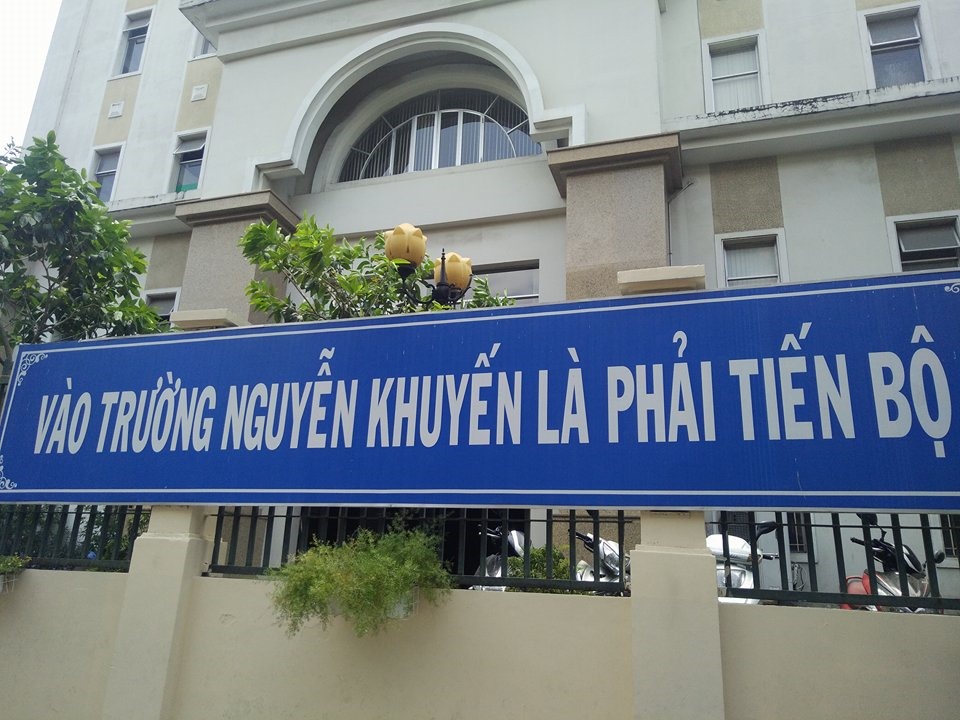 VÀO TRƯỜNG NGUYỄN KHUYẾN LÀ PHẢI TIẾN BỘ